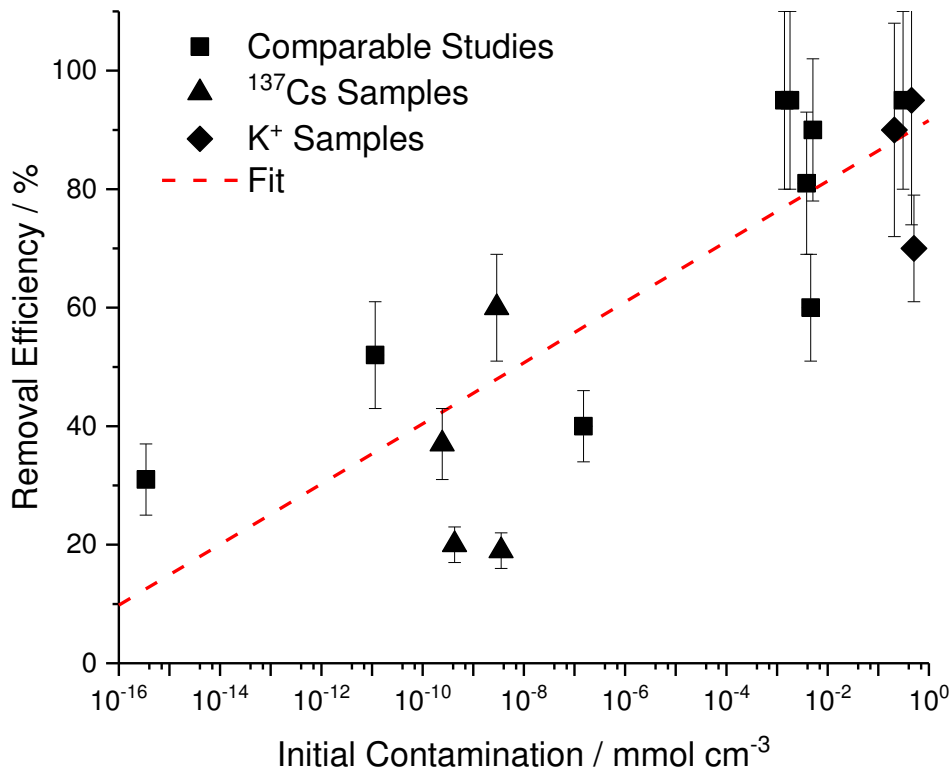 Comparable Studies
¹³⁷Cs Samples
K⁺ Samples
Fit
Removal Efficiency / %
100
80
60
40
20
0
10⁻¹⁶ 10⁻¹⁴ 10⁻¹² 10⁻¹⁰ 10⁻⁸ 10⁻⁶ 10⁻⁴ 10⁻² 10⁰
Initial Contamination / mmol cm⁻³